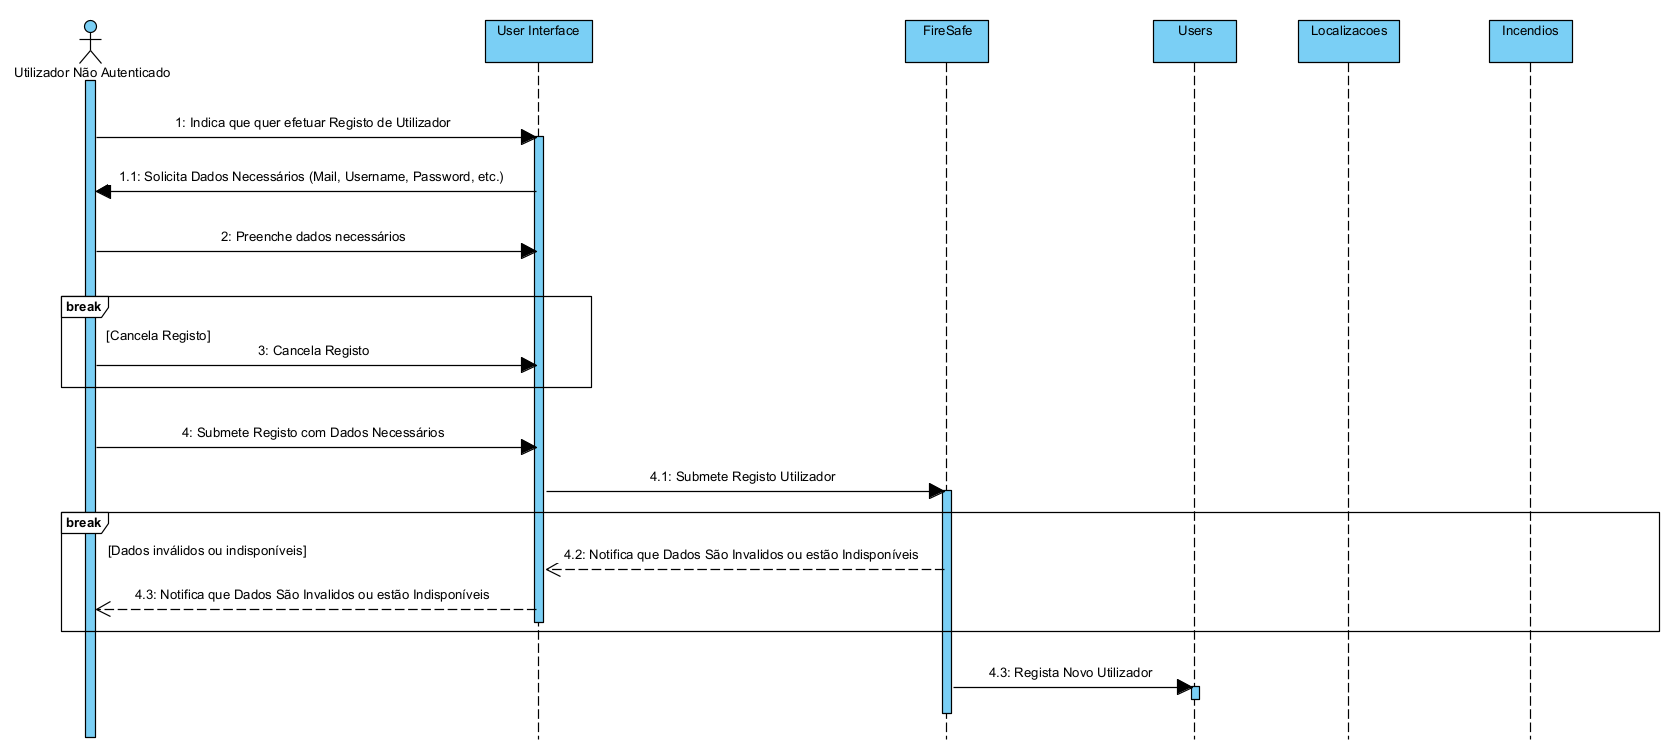 Utilizador Não Autenticado
User Interface
FireSafe
Users
Localizacoes
Incendios
1: Indica que quer efetuar Registo de Utilizador
1.1: Solicita Dados Necessários (Mail, Username, Password, etc.)
2: Preenche dados necessários
break
[Cancela Registo]
3: Cancela Registo
4: Submete Registo com Dados Necessários
4.1: Submete Registo Utilizador
break
[Dados inválidos ou indisponíveis]
4.2: Notifica que Dados São Invalidos ou estão Indisponíveis
4.3: Notifica que Dados São Invalidos ou estão Indisponíveis
4.3: Regista Novo Utilizador